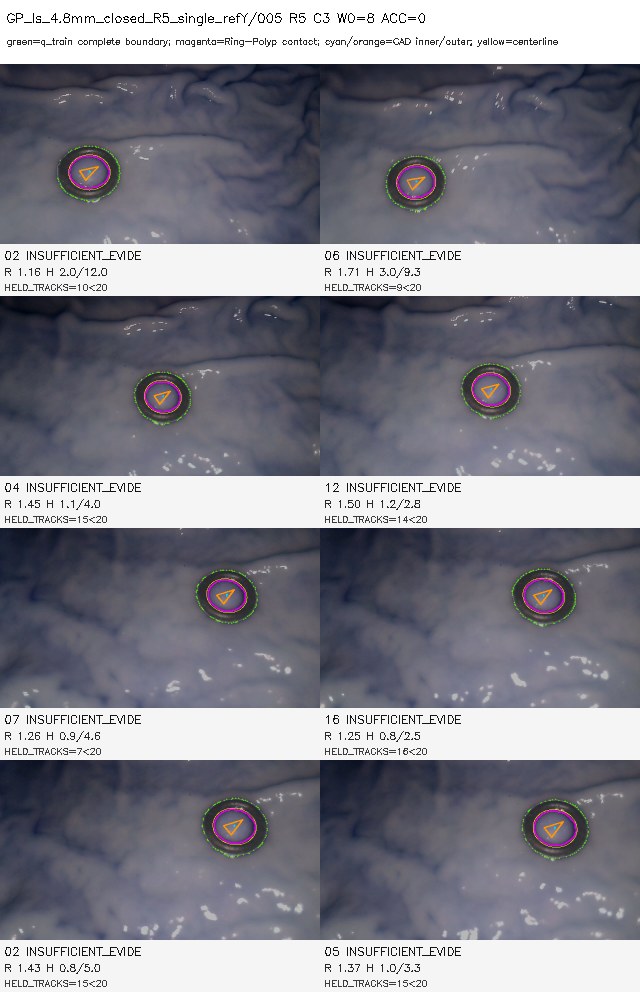 GP_Is_4.8mm_closed_R5_single_refY/005 R5 C3 W0=8 ACC=0
green=q_train complete boundary; magenta=Ring-Polyp contact; cyan/orange=CAD inner/outer; yellow=centerline
02 INSUFFICIENT_EVIDE
R 1.16 H 2.0/12.0
HELD_TRACKS=10<20
06 INSUFFICIENT_EVIDE
R 1.71 H 3.0/9.3
HELD_TRACKS=9<20
04 INSUFFICIENT_EVIDE
R 1.45 H 1.1/4.0
HELD_TRACKS=15<20
12 INSUFFICIENT_EVIDE
R 1.50 H 1.2/2.8
HELD_TRACKS=14<20
07 INSUFFICIENT_EVIDE
R 1.26 H 0.9/4.6
HELD_TRACKS=7<20
16 INSUFFICIENT_EVIDE
R 1.25 H 0.8/2.5
HELD_TRACKS=16<20
02 INSUFFICIENT_EVIDE
R 1.43 H 0.8/5.0
HELD_TRACKS=15<20
05 INSUFFICIENT_EVIDE
R 1.37 H 1.0/3.3
HELD_TRACKS=15<20